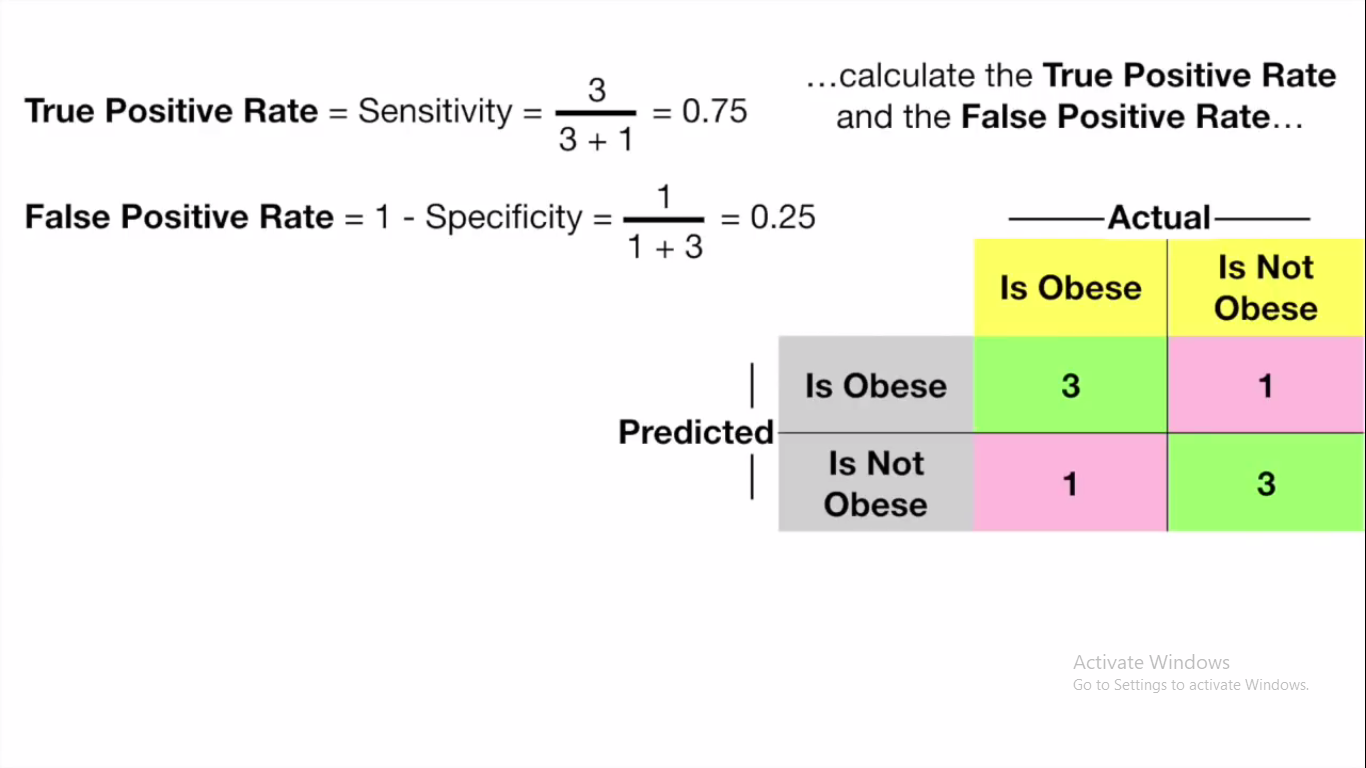 …calculate the True Positive Rate
and the False Positive Rate…
True Positive Rate = Sensitivity = 3 / 3 + 1 = 0.75
False Positive Rate = 1 - Specificity = 1 / 1 + 3 = 0.25
Actual
Is Obese
Is Not
Obese
Predicted
Is Obese
3
1
Is Not
Obese
1
3
Activate Windows
Go to Settings to activate Windows.